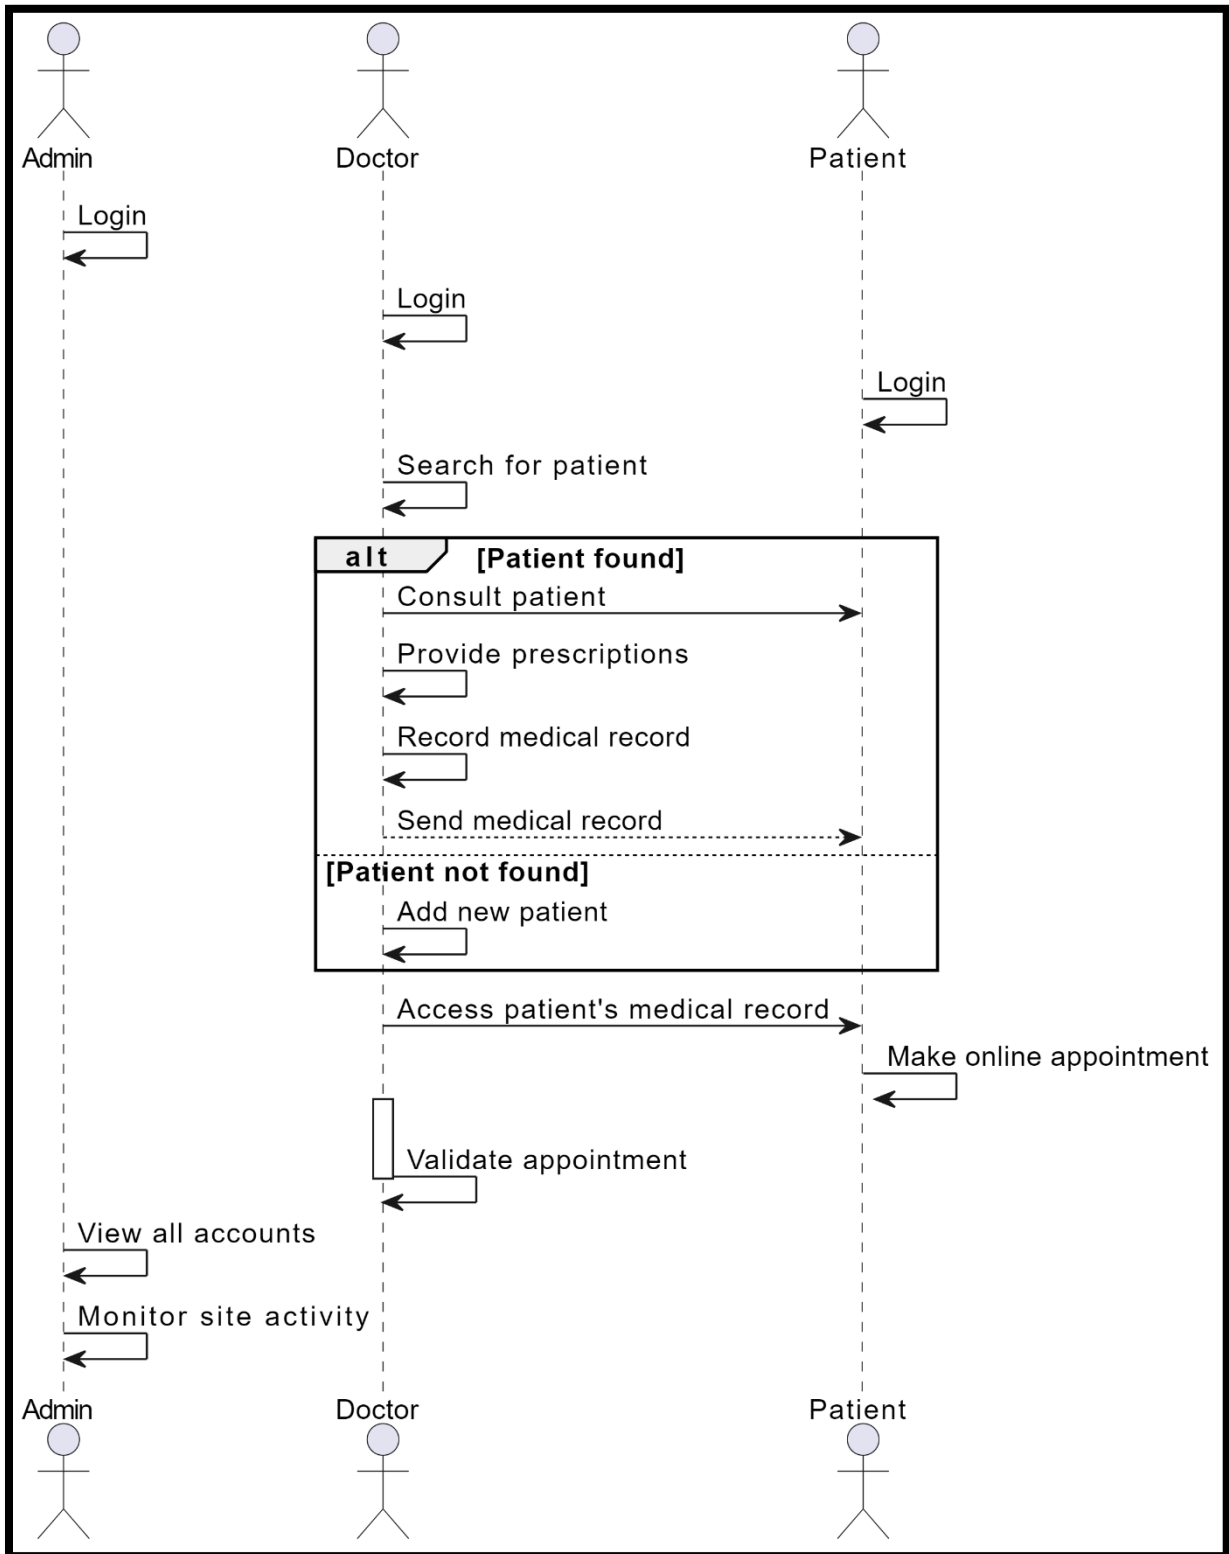 Admin
Doctor
Patient
Login
Login
Login
Search for patient
alt
[Patient found]
Consult patient
Provide prescriptions
Record medical record
Send medical record
[Patient not found]
Add new patient
Access patient's medical record
Make online appointment
Validate appointment
View all accounts
Monitor site activity
Admin
Doctor
Patient